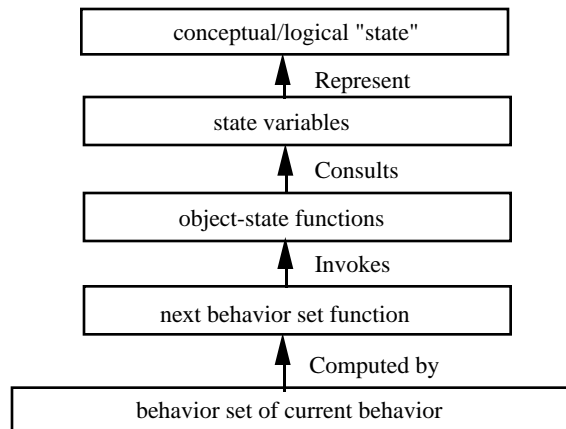 conceptual/logical "state"
Represent
state variables
Consults
object-state functions
Invokes
next behavior set function
Computed by
behavior set of current behavior